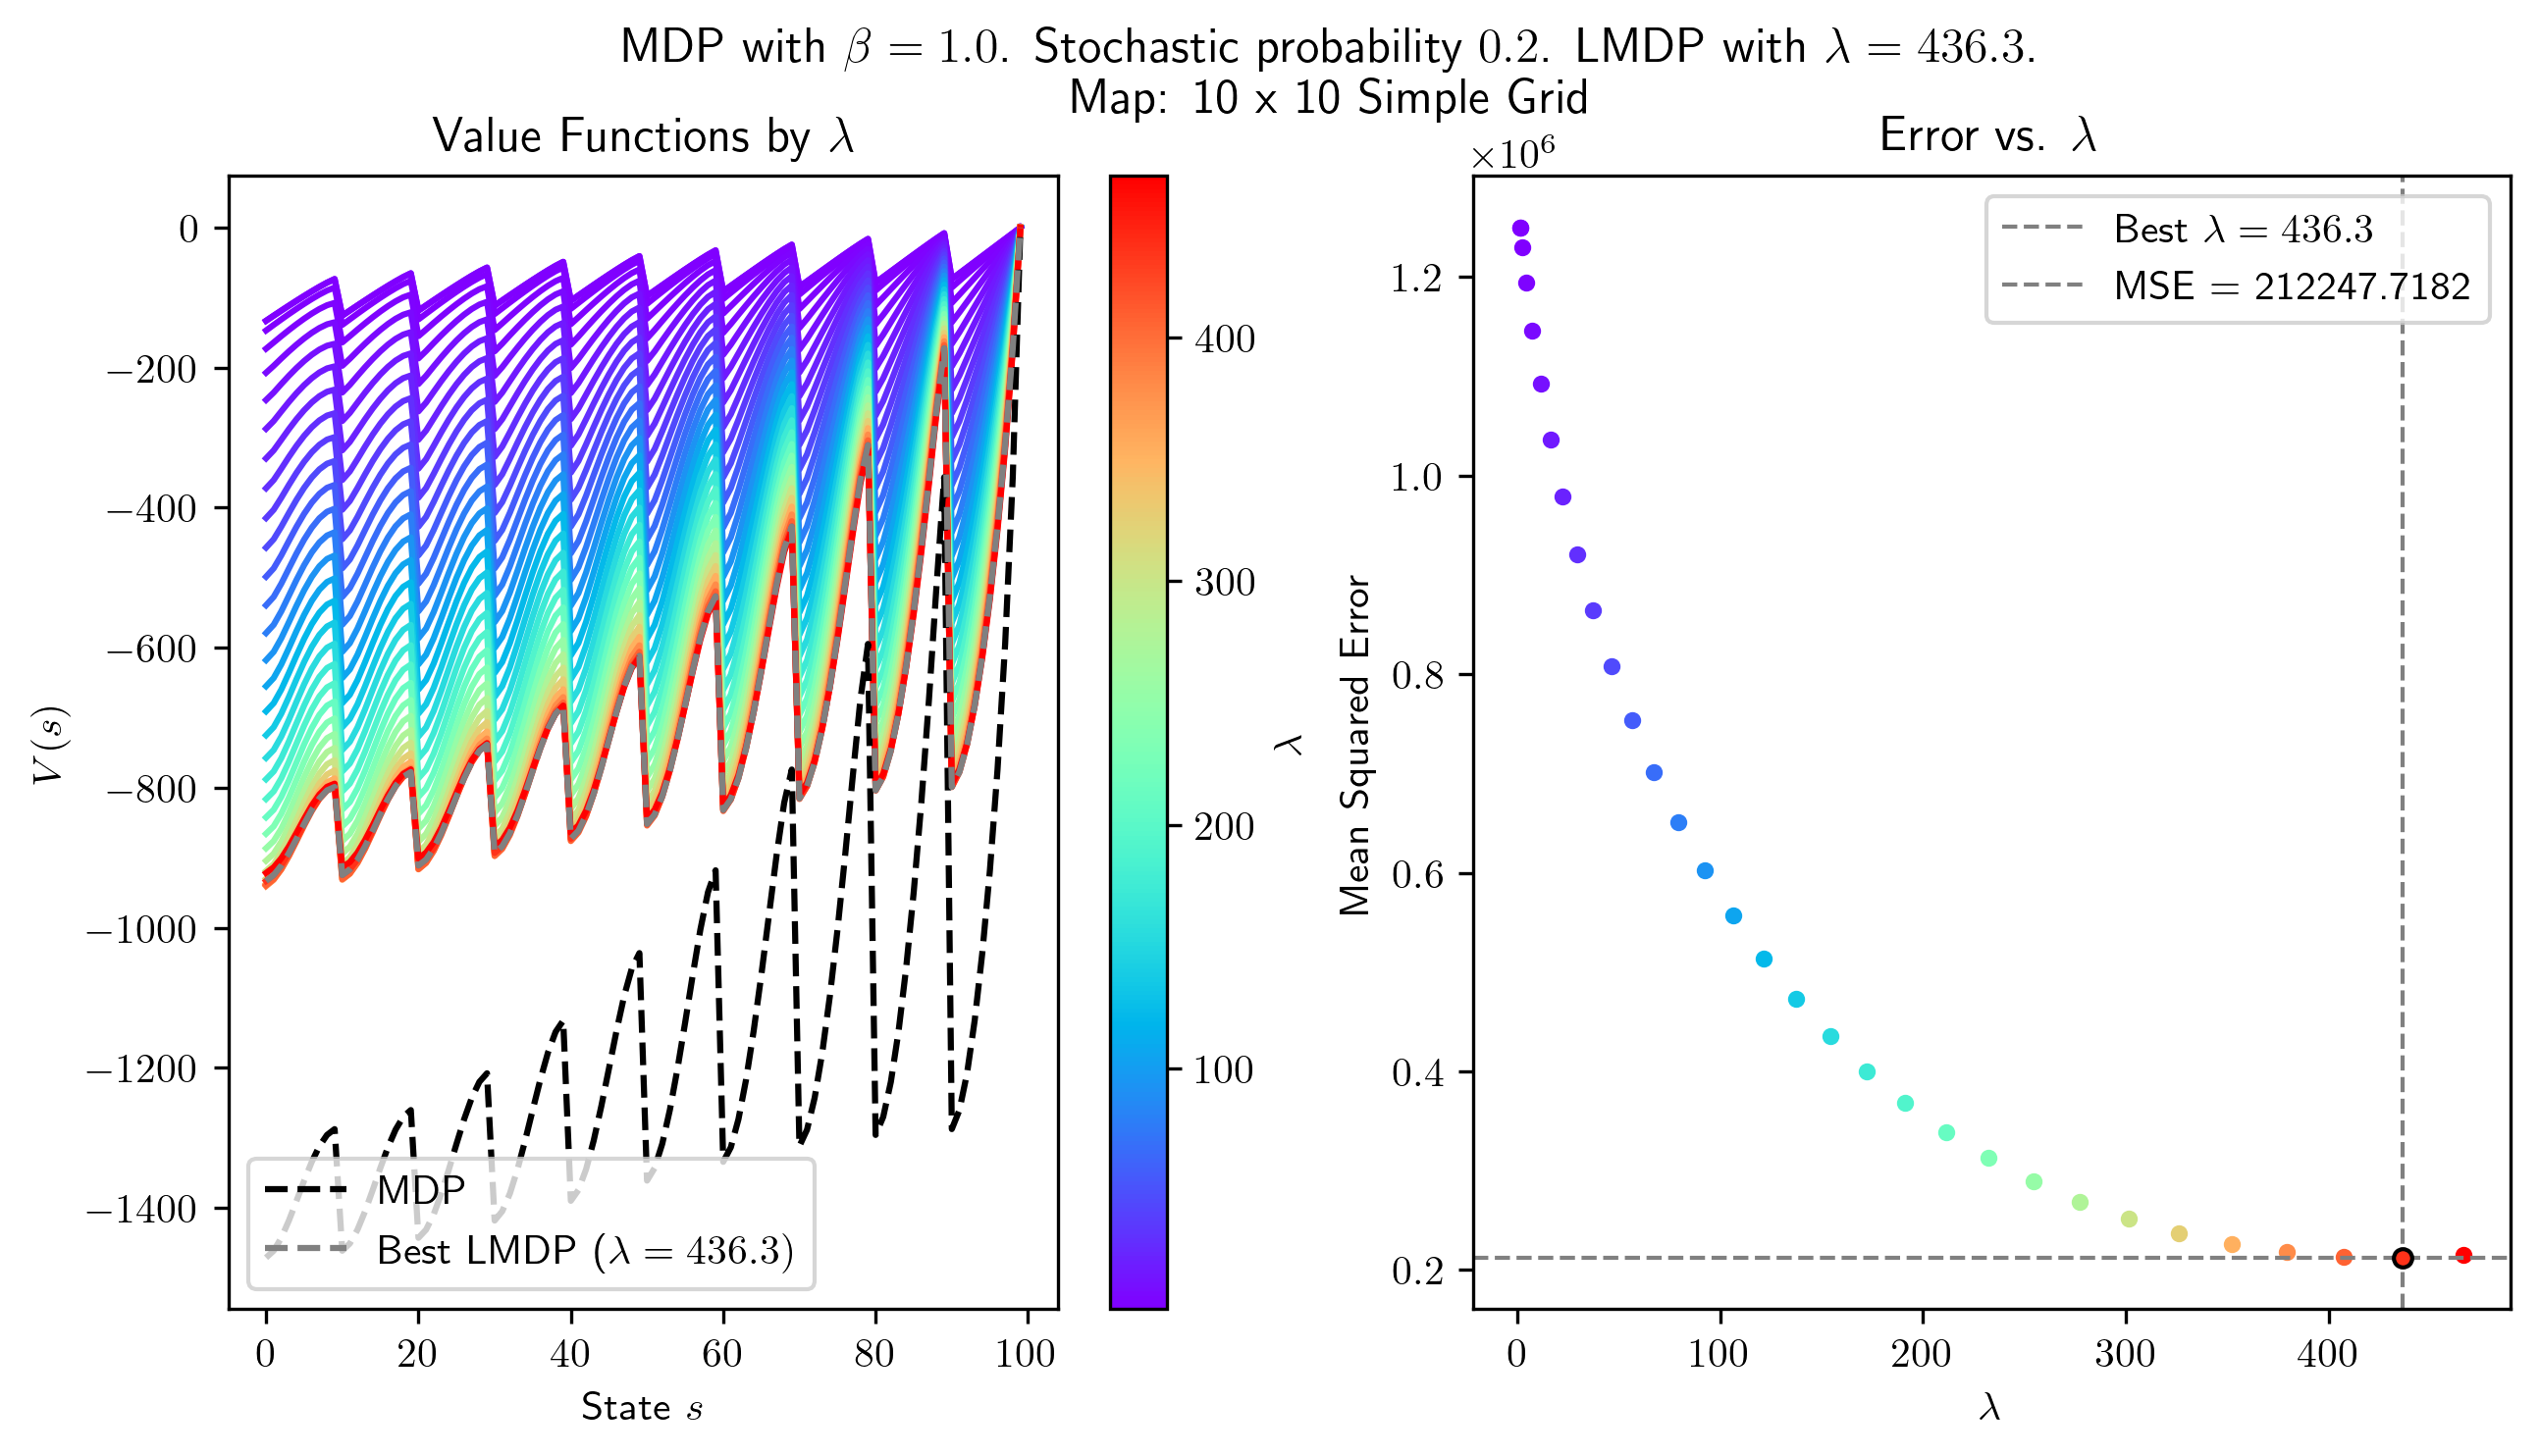 MDP with β = 1.0. Stochastic probability 0.2. LMDP with λ = 436.3.
Map: 10 x 10 Simple Grid
Value Functions by λ
0
−200
−400
−600
−800
−1000
−1200
−1400
V(s)
0
20
40
60
80
100
State s
MDP
Best LMDP (λ = 436.3)
400
300
200
100
λ
Error vs. λ
×10⁶
1.2
1.0
0.8
0.6
0.4
0.2
Mean Squared Error
0
100
200
300
400
λ
Best λ = 436.3
MSE = 212247.7182